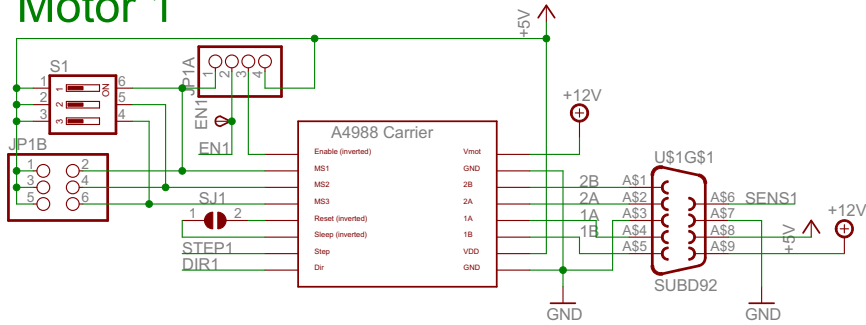 Motor 1
+5V
S1
1 6
2 5
3 4
1
2
3
ON
JP1A
1
2
3
4
EN1
EN1
+12V
JP1B
1 2
3 4
5 6
SJ1
1 2
STEP1
DIR1
A4988 Carrier
Enable (inverted) Vmot
MS1 GND
MS2 2B
MS3 2A
Reset (inverted) 1A
Sleep (inverted) 1B
Step VDD
Dir GND
2B
2A
1A
1B
U$1G$1
A$1
A$2 A$6 SENS1
A$3 A$7
A$4 A$8
A$5 A$9
+5V
+12V
SUBD92
GND
GND